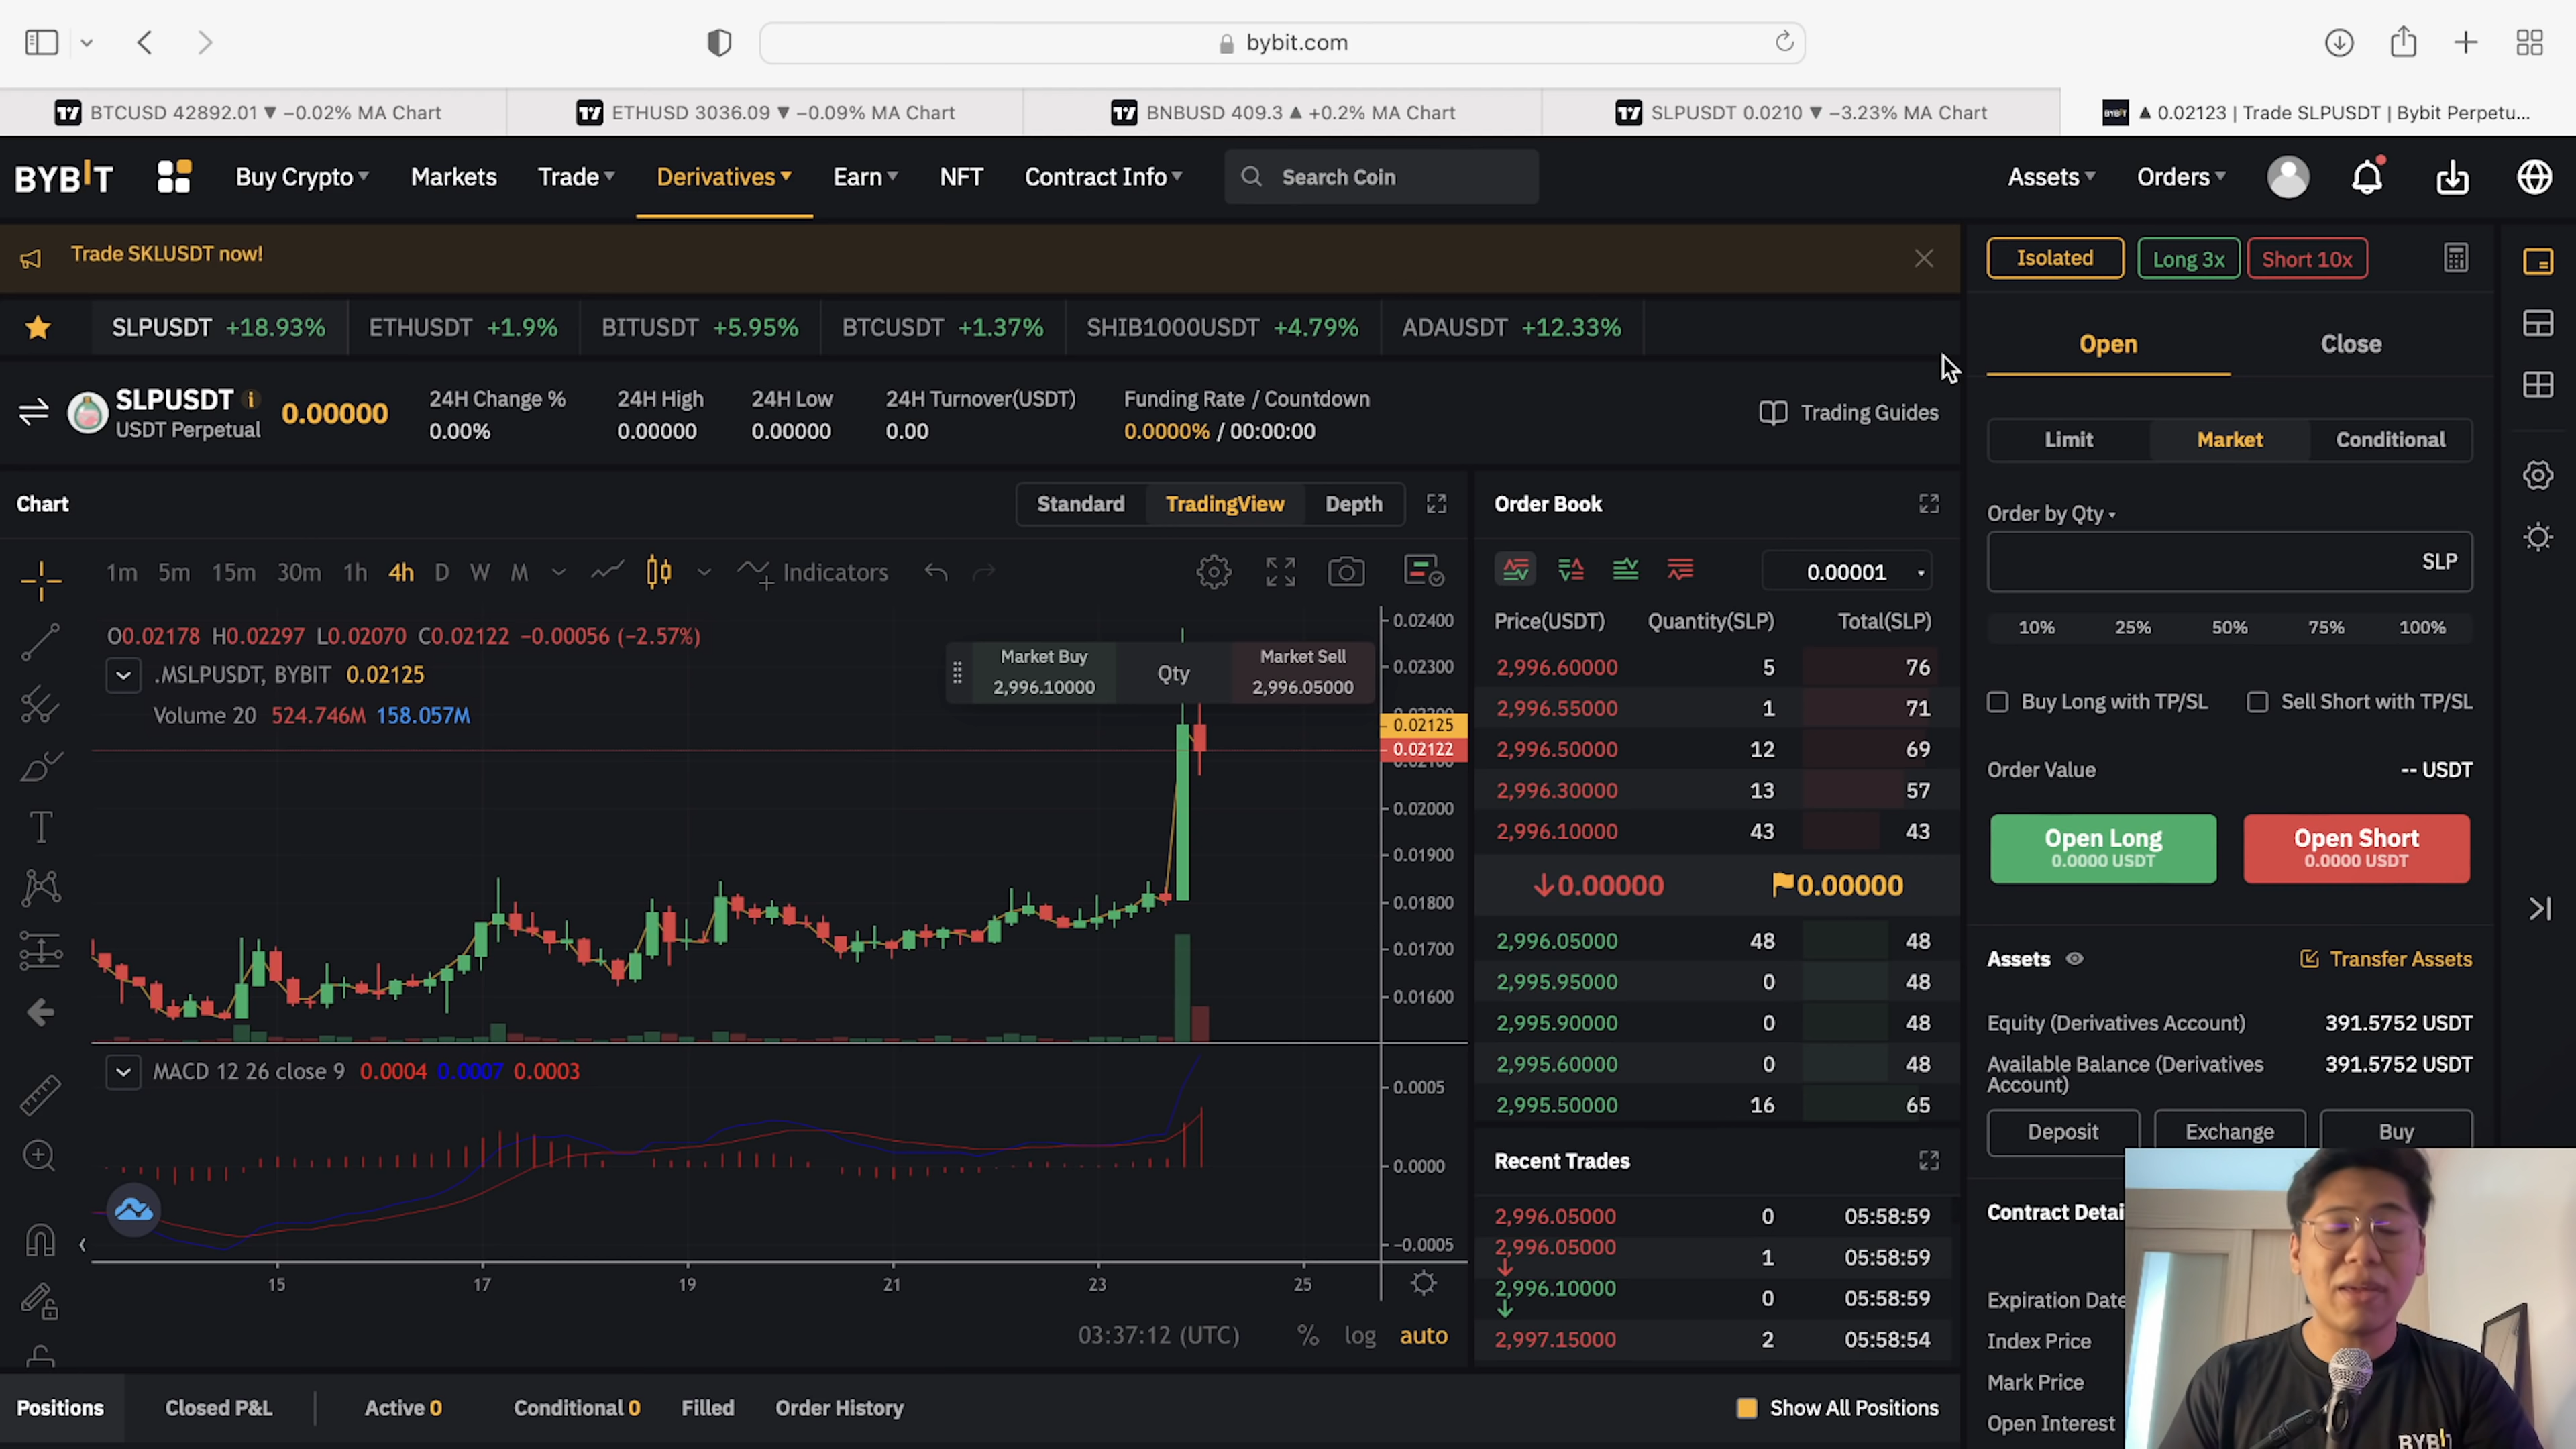 bybit.com
BTCUSD 42892.01 ▼ −0.02% MA Chart
ETHUSD 3036.09 ▼ −0.09% MA Chart
BNBUSD 409.3 ▲ +0.2% MA Chart
SLPUSDT 0.0210 ▼ −3.23% MA Chart
▲ 0.02123 | Trade SLPUSDT | Bybit Perpetu...
BYBIT Buy Crypto Markets Trade Derivatives Earn NFT Contract Info Search Coin Assets Orders
Trade SKLUSDT now!
Isolated Long 3x Short 10x
SLPUSDT +18.93% ETHUSDT +1.9% BITUSDT +5.95% BTCUSDT +1.37% SHIB1000USDT +4.79% ADAUSDT +12.33%
Open Close
SLPUSDT
USDT Perpetual
0.00000
24H Change %
0.00%
24H High
0.00000
24H Low
0.00000
24H Turnover(USDT)
0.00
Funding Rate / Countdown
0.0000% / 00:00:00
Trading Guides
Limit Market Conditional
Chart
Standard TradingView Depth
1m 5m 15m 30m 1h 4h D W M Indicators
O0.02178 H0.02297 L0.02070 C0.02122 −0.00056 (−2.57%)
.MSLPUSDT, BYBIT 0.02125
Volume 20 524.746M 158.057M
Market Buy
2,996.10000
Qty
Market Sell
2,996.05000
0.02400
0.02300
0.02125
0.02122
0.02000
0.01900
0.01800
0.01700
0.01600
MACD 12 26 close 9 0.0004 0.0007 0.0003
0.0005
0.0000
−0.0005
15 17 19 21 23 25
03:37:12 (UTC) % log auto
Order Book
0.00001
Price(USDT) Quantity(SLP) Total(SLP)
2,996.60000 5 76
2,996.55000 1 71
2,996.50000 12 69
2,996.30000 13 57
2,996.10000 43 43
0.00000 0.00000
2,996.05000 48 48
2,995.95000 0 48
2,995.90000 0 48
2,995.60000 0 48
2,995.50000 16 65
Recent Trades
2,996.05000 0 05:58:59
2,996.05000 1 05:58:59
2,996.10000 0 05:58:59
2,997.15000 2 05:58:54
Order by Qty
SLP
10% 25% 50% 75% 100%
Buy Long with TP/SL Sell Short with TP/SL
Order Value -- USDT
Open Long
0.0000 USDT
Open Short
0.0000 USDT
Assets Transfer Assets
Equity (Derivatives Account) 391.5752 USDT
Available Balance (Derivatives 391.5752 USDT
Account)
Deposit Exchange Buy
Contract Detai
Expiration Date
Index Price
Mark Price
Open Interest
BYBI
Positions Closed P&L Active 0 Conditional 0 Filled Order History Show All Positions